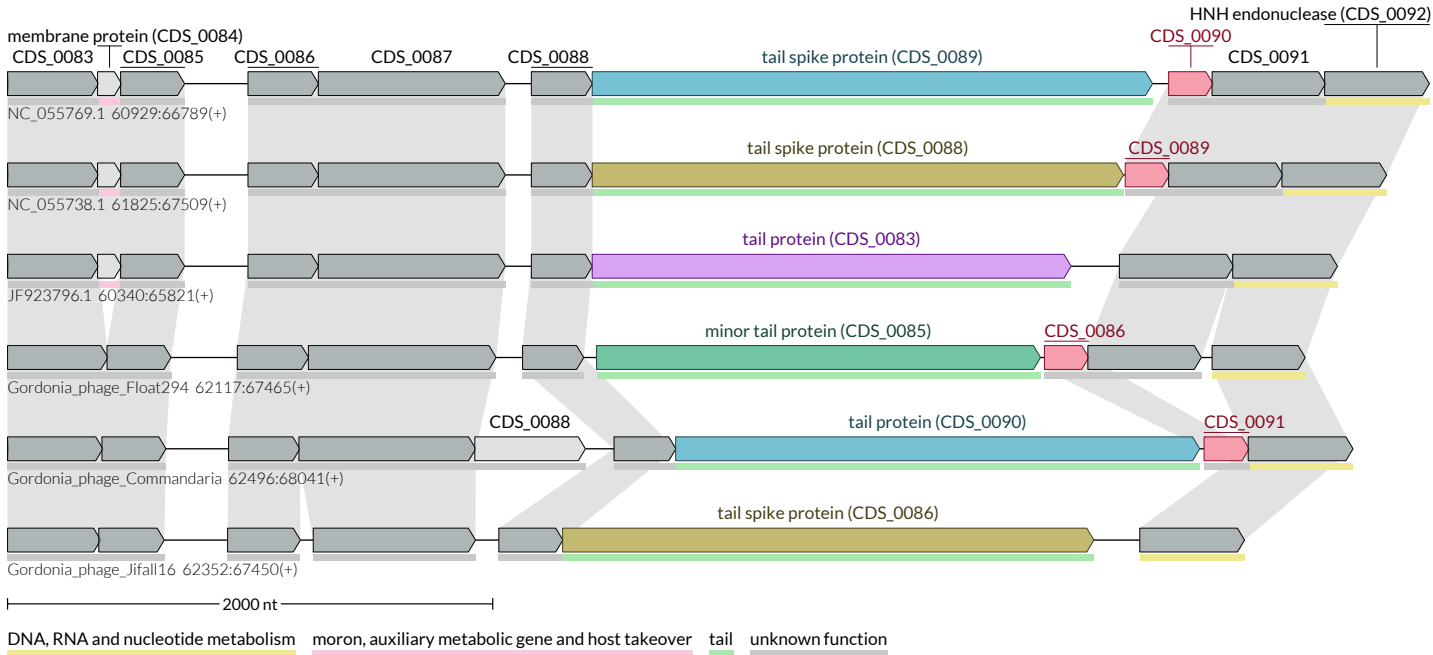 HNH endonuclease (CDS_0092)
membrane protein (CDS_0084) CDS_0090
CDS_0083 CDS_0085 CDS_0086 CDS_0087 CDS_0088 tail spike protein (CDS_0089) CDS_0091
NC_055769.1 60929:66789(+)
tail spike protein (CDS_0088) CDS_0089
NC_055738.1 61825:67509(+)
tail protein (CDS_0083)
JF923796.1 60340:65821(+)
minor tail protein (CDS_0085) CDS_0086
Gordonia_phage_Float294 62117:67465(+)
CDS_0088 tail protein (CDS_0090) CDS_0091
Gordonia_phage_Commandaria 62496:68041(+)
tail spike protein (CDS_0086)
Gordonia_phage_Jifall16 62352:67450(+)
2000 nt
DNA, RNA and nucleotide metabolism moron, auxiliary metabolic gene and host takeover tail unknown function